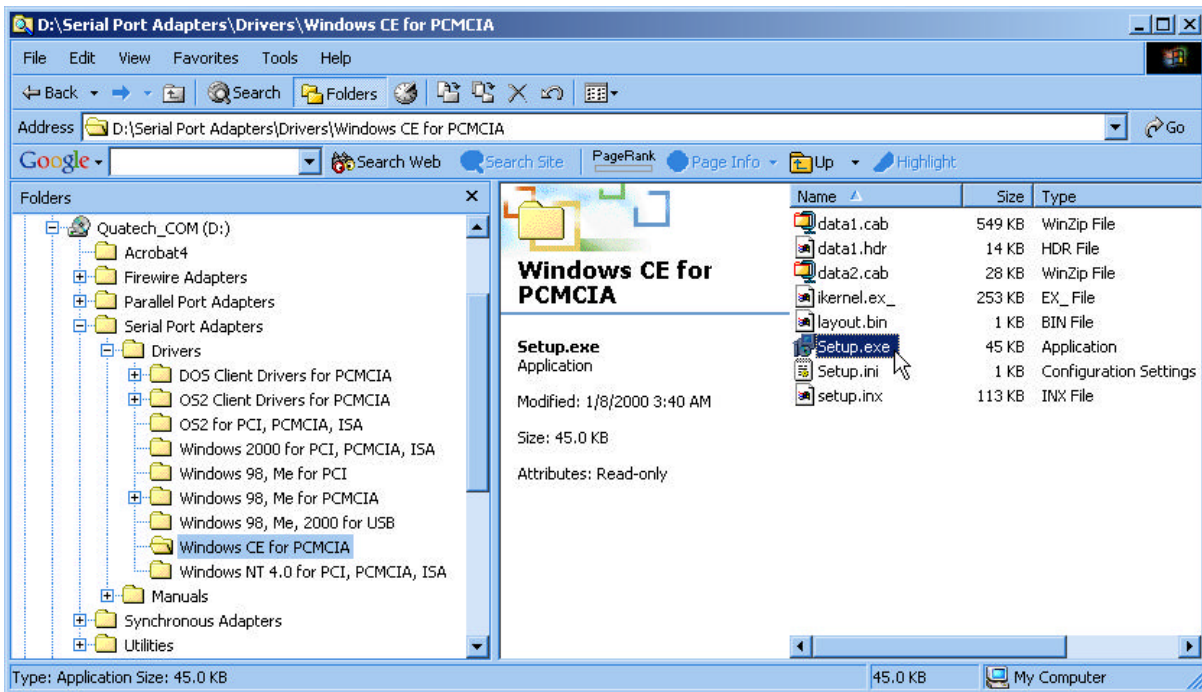 D:\Serial Port Adapters\Drivers\Windows CE for PCMCIA
File Edit View Favorites Tools Help
Back Search Folders
Address D:\Serial Port Adapters\Drivers\Windows CE for PCMCIA Go
Google Search Web Search Site PageRank Page Info Up Highlight
Folders
Quatech_COM (D:)
Acrobat4
Firewire Adapters
Parallel Port Adapters
Serial Port Adapters
Drivers
DOS Client Drivers for PCMCIA
OS2 Client Drivers for PCMCIA
OS2 for PCI, PCMCIA, ISA
Windows 2000 for PCI, PCMCIA, ISA
Windows 98, Me for PCI
Windows 98, Me for PCMCIA
Windows 98, Me, 2000 for USB
Windows CE for PCMCIA
Windows NT 4.0 for PCI, PCMCIA, ISA
Manuals
Synchronous Adapters
Utilities
Windows CE for
PCMCIA
Setup.exe
Application
Modified: 1/8/2000 3:40 AM
Size: 45.0 KB
Attributes: Read-only
Name Size Type
data1.cab 549 KB WinZip File
data1.hdr 14 KB HDR File
data2.cab 28 KB WinZip File
ikernel.ex_ 253 KB EX_ File
layout.bin 1 KB BIN File
Setup.exe 45 KB Application
Setup.ini 1 KB Configuration Settings
setup.inx 113 KB INX File
Type: Application Size: 45.0 KB 45.0 KB My Computer